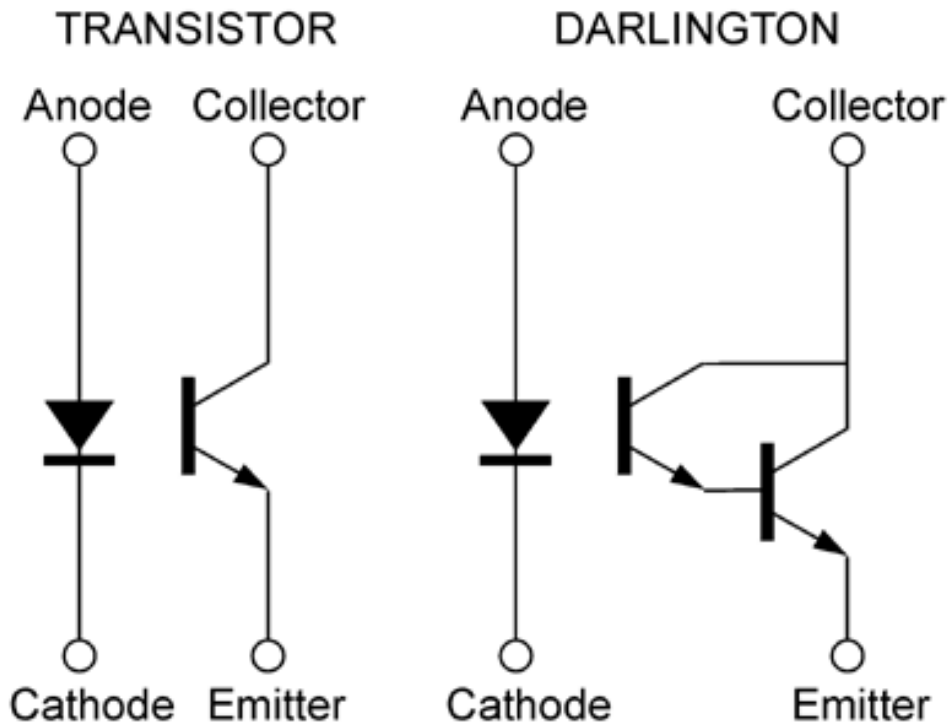 TRANSISTOR DARLINGTON
Anode Collector Anode Collector
Cathode Emitter Cathode Emitter